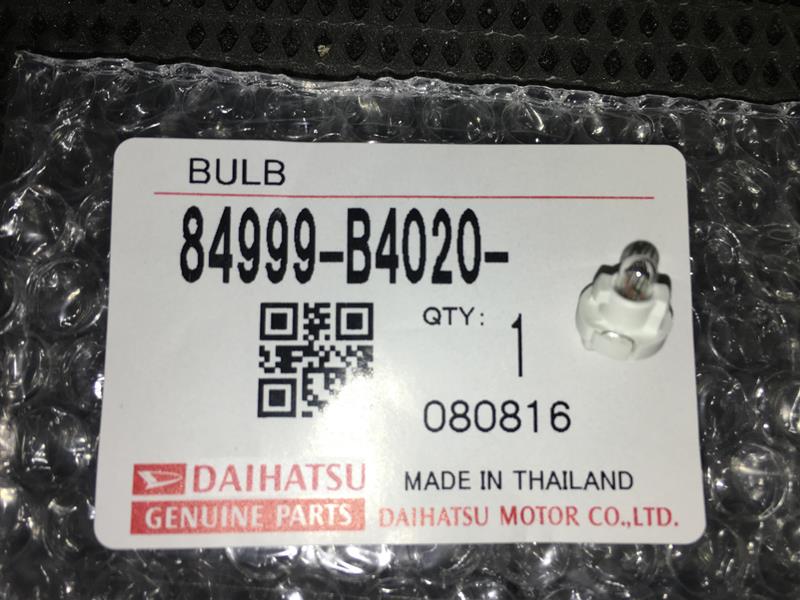 BULB
84999-B4020-
QTY: 1
080816
DAIHATSU
MADE IN THAILAND
GENUINE PARTS
DAIHATSU MOTOR CO.,LTD.